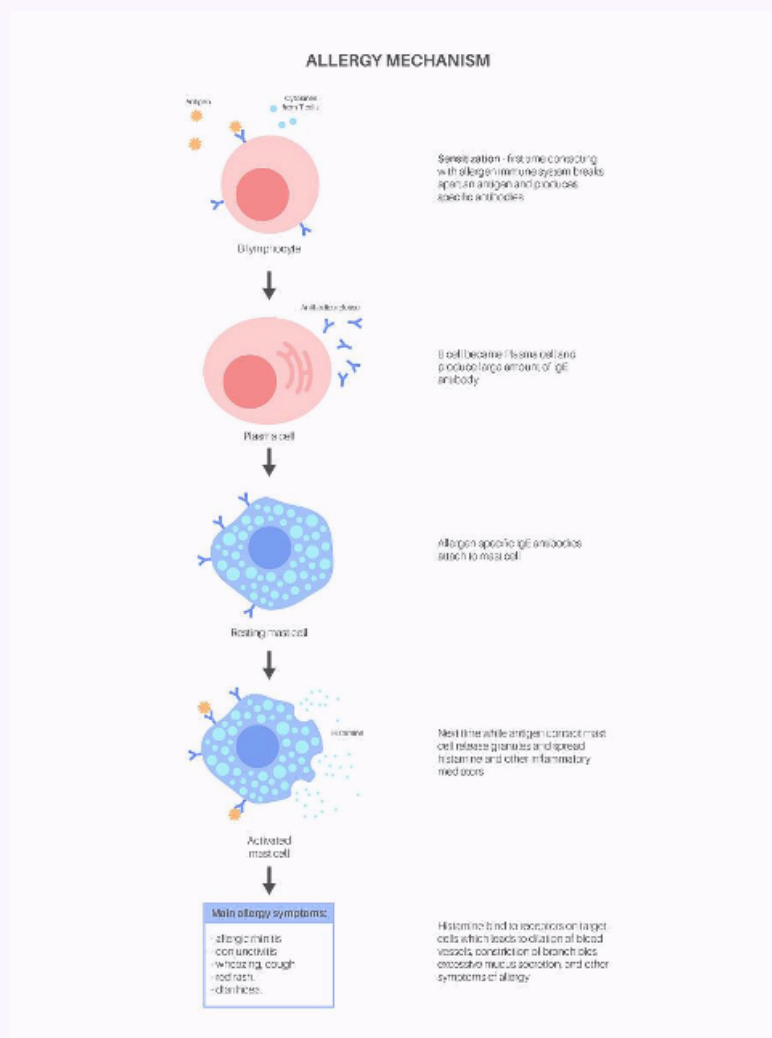 ALLERGY MECHANISM
Antigen
Cytokines
from T cells
Sensitization - first time contacting
with allergen immune system breaks
apart an antigen and produces
specific antibodies
B lymphocyte
Antibodies release
B cell became Plasma cell and
produce large amount of IgE
antibody
Plasma cell
Allergen specific IgE antibodies
attach to mast cell
Resting mast cell
Histamine
Next time while antigen contact mast
cell release granules and spread
histamine and other inflammatory
mediators
Activated
mast cell
Main allergy symptoms:
- allergic rhinitis
- conjunctivitis
- wheezing, cough
- red rash,
- diarrhoea.
Histamine bind to receptors on target
cells which leads to dilation of blood
vessels, constriction of bronchioles
excessive mucus secretion, and other
symptoms of allergy